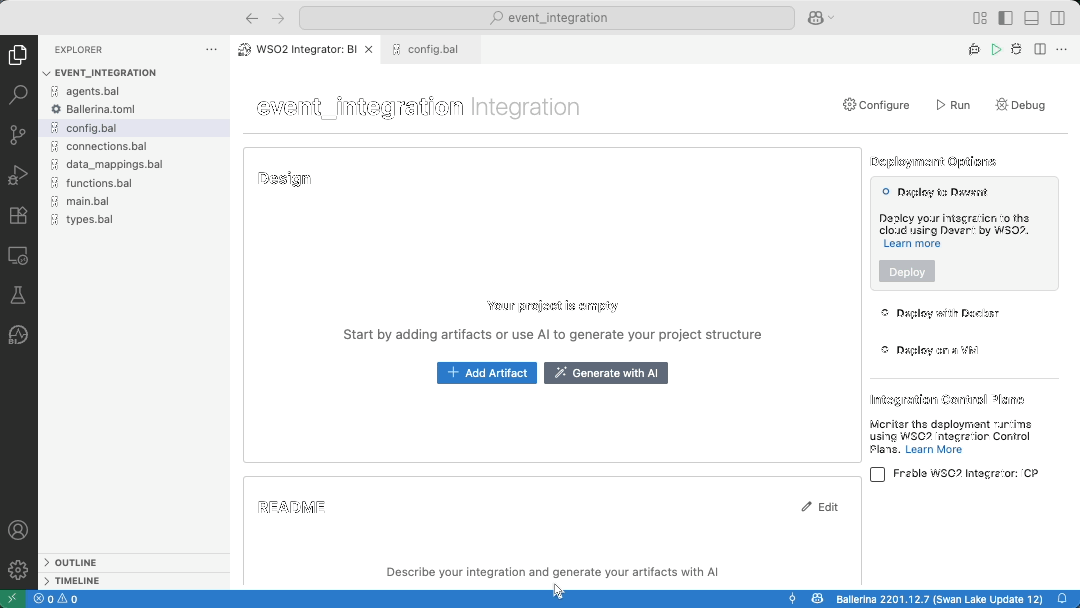 event_integration
EXPLORER
WSO2 Integrator: BI
config.bal
EVENT_INTEGRATION
agents.bal
Ballerina.toml
config.bal
connections.bal
data_mappings.bal
functions.bal
main.bal
types.bal
OUTLINE
TIMELINE
event_integration Integration
Configure
Run
Debug
Design
Your project is empty
Start by adding artifacts or use AI to generate your project structure
Add Artifact
Generate with AI
README
Edit
Describe your integration and generate your artifacts with AI
Deployment Options
Deploy to Devant
Deploy your integration to the
cloud using Devant by WSO2.
Learn more
Deploy
Deploy with Docker
Deploy on a VM
Integration Control Plane
Monitor the deployment runtime
using WSO2 Integration Control
Plane. Learn More
Enable WSO2 Integrator: ICP
0 0
Ballerina 2201.12.7 (Swan Lake Update 12)